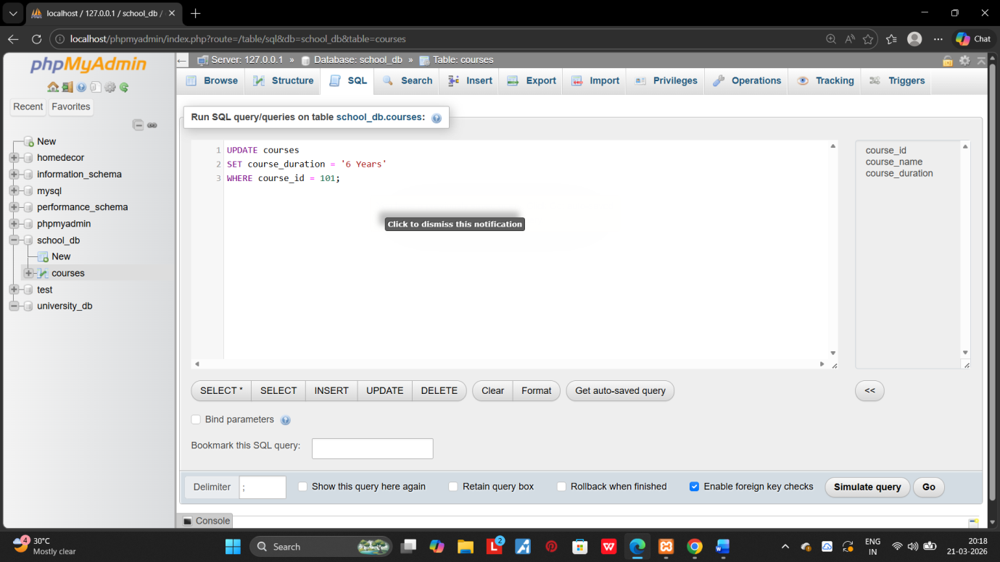 localhost / 127.0.0.1 / school_db /
localhost/phpmyadmin/index.php?route=/table/sql&db=school_db&table=courses
Chat
phpMyAdmin
Recent
Favorites
New
homedecor
information_schema
mysql
performance_schema
phpmyadmin
school_db
New
courses
test
university_db
Server: 127.0.0.1 » Database: school_db » Table: courses
Browse Structure SQL Search Insert Export Import Privileges Operations Tracking Triggers
Run SQL query/queries on table school_db.courses:
1 UPDATE courses
2 SET course_duration = '6 Years'
3 WHERE course_id = 101;
Click to dismiss this notification
course_id
course_name
course_duration
SELECT * SELECT INSERT UPDATE DELETE Clear Format Get auto-saved query <<
Bind parameters
Bookmark this SQL query:
Delimiter ; Show this query here again Retain query box Rollback when finished Enable foreign key checks Simulate query Go
Console
4
30°C
Mostly clear
Search
L 2
W
W
ENG
IN
20:18
21-03-2026